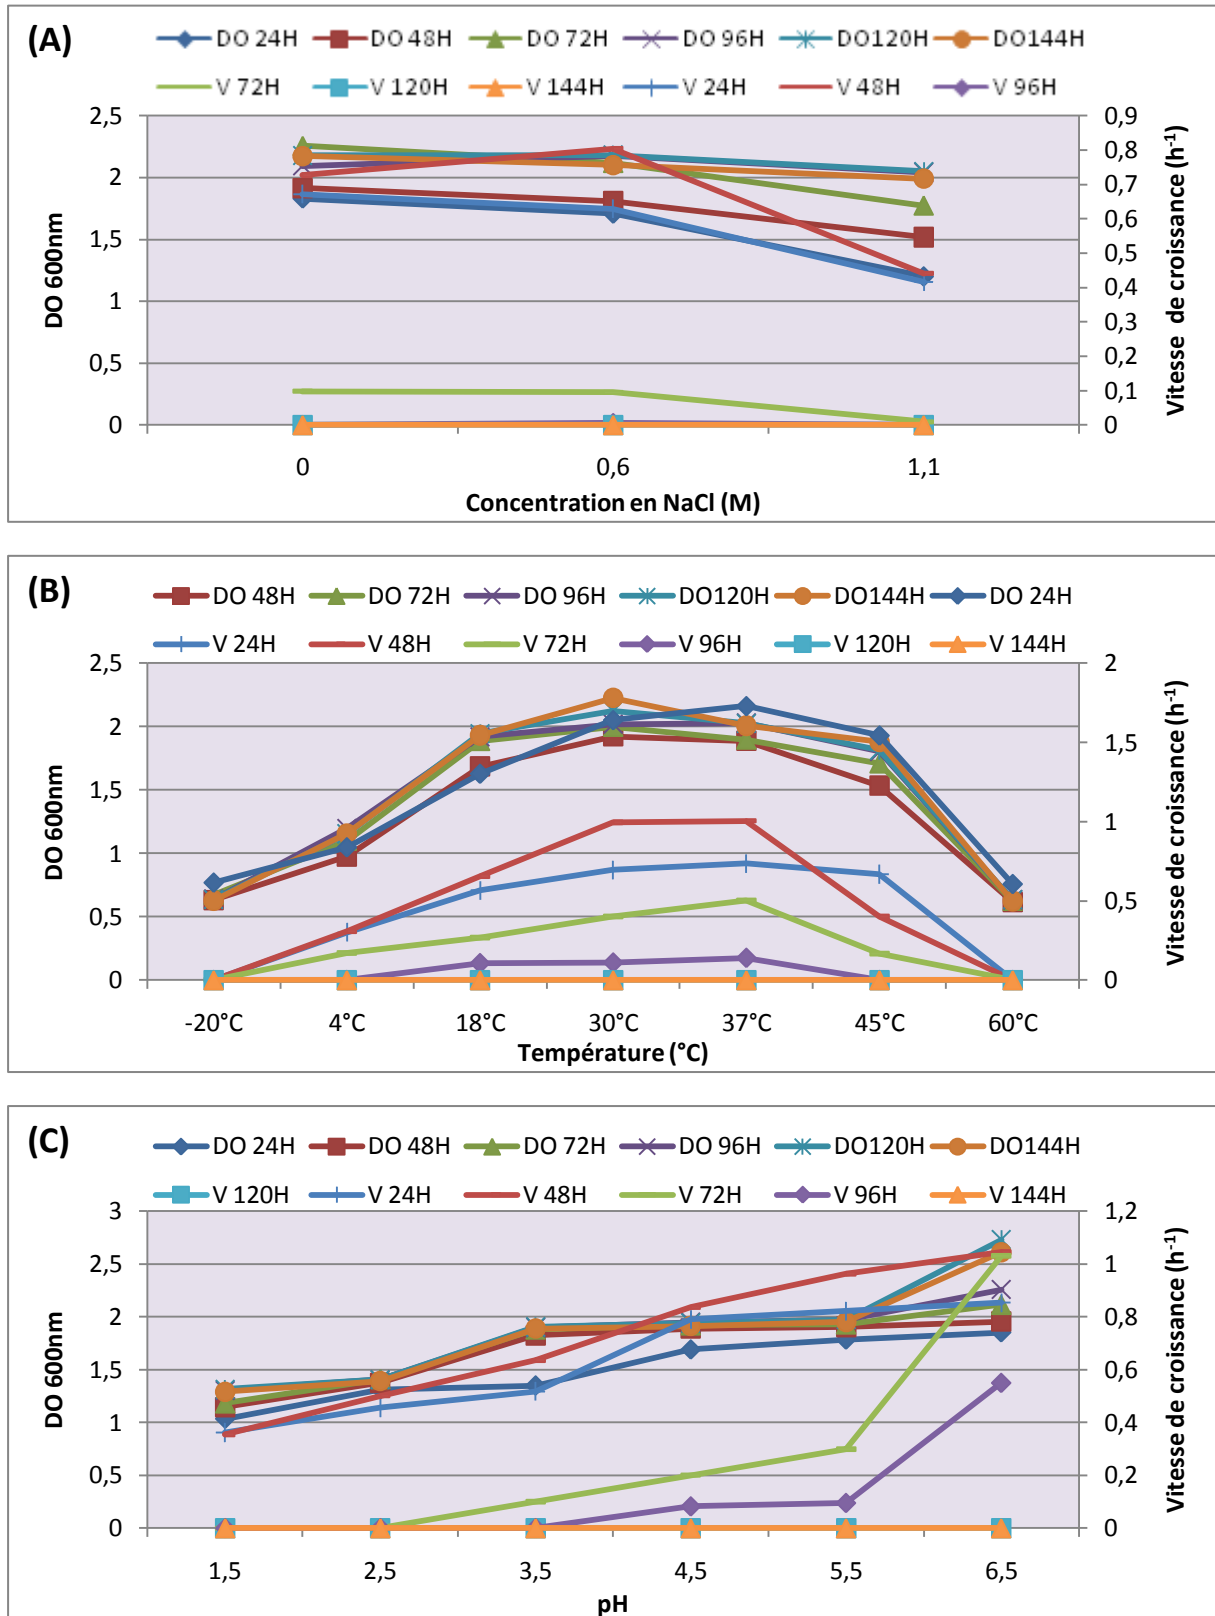 (A)
DO 24H DO 48H DO 72H DO 96H DO120H DO144H
V 72H V 120H V 144H V 24H V 48H V 96H
2,5 0,9
0,8
2 0,7
0,6
1,5 0,5
1 0,4
0,3
0,5 0,2
0,1
0 0
DO 600nm
Vitesse de croissance (h⁻¹)
0 0,6 1,1
Concentration en NaCl (M)
(B)
DO 48H DO 72H DO 96H DO120H DO144H DO 24H
V 24H V 48H V 72H V 96H V 120H V 144H
2,5 2
2 1,5
1,5
1 1
0,5 0,5
0 0
DO 600nm
Vitesse de croissance (h⁻¹)
-20°C 4°C 18°C 30°C 37°C 45°C 60°C
Température (°C)
(C)
DO 24H DO 48H DO 72H DO 96H DO120H DO144H
V 120H V 24H V 48H V 72H V 96H V 144H
3 1,2
2,5 1
2 0,8
1,5 0,6
1 0,4
0,5 0,2
0 0
DO 600nm
Vitesse de croissance (h⁻¹)
1,5 2,5 3,5 4,5 5,5 6,5
pH